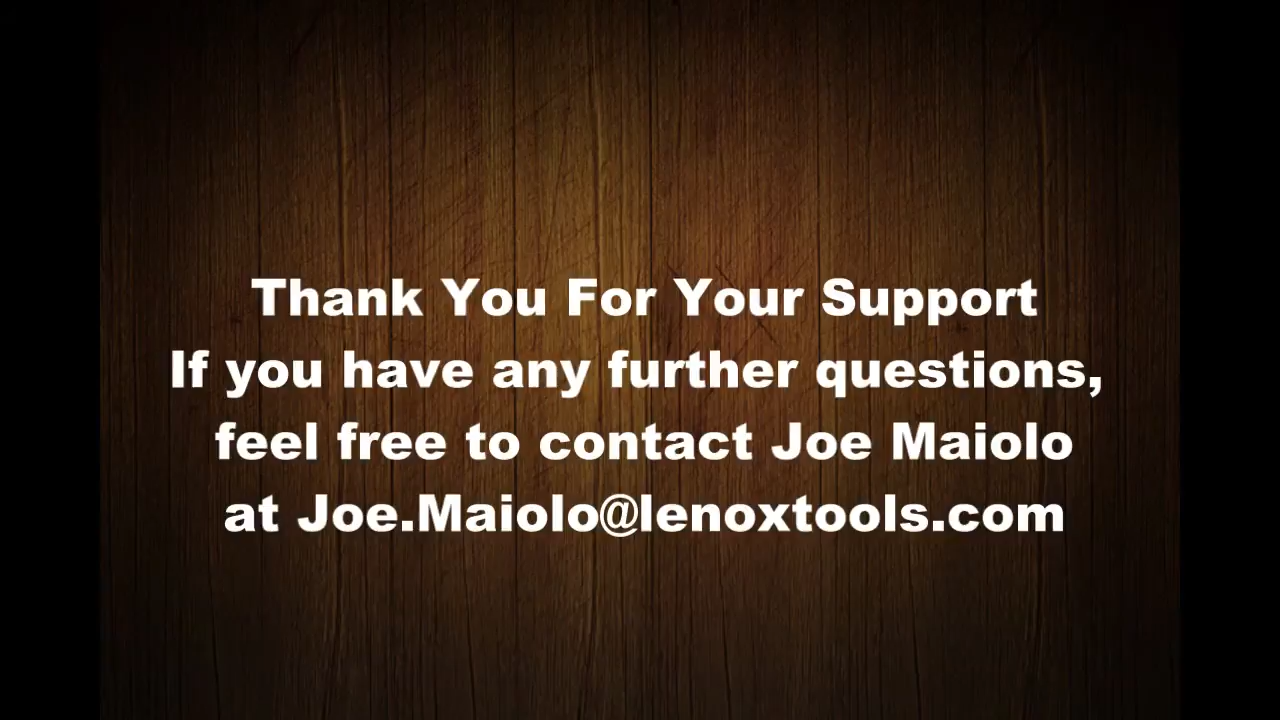 Thank You For Your Support
If you have any further questions,
feel free to contact Joe Maiolo
at Joe.Maiolo@lenoxtools.com